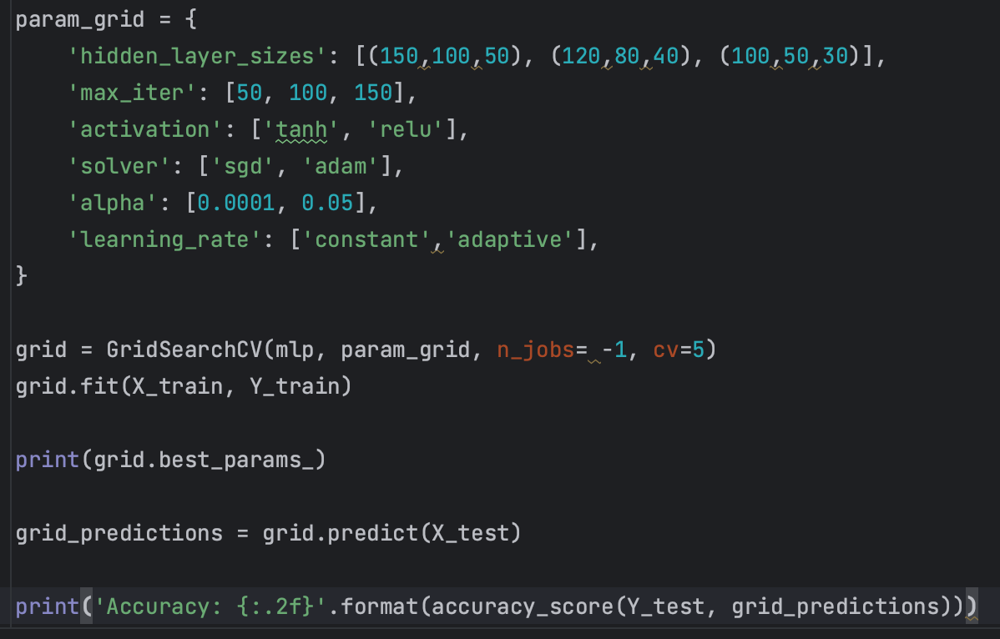 param_grid = {
    'hidden_layer_sizes': [(150,100,50), (120,80,40), (100,50,30)],
    'max_iter': [50, 100, 150],
    'activation': ['tanh', 'relu'],
    'solver': ['sgd', 'adam'],
    'alpha': [0.0001, 0.05],
    'learning_rate': ['constant','adaptive'],
}

grid = GridSearchCV(mlp, param_grid, n_jobs= -1, cv=5)
grid.fit(X_train, Y_train)

print(grid.best_params_)

grid_predictions = grid.predict(X_test)

print('Accuracy: {:.2f}'.format(accuracy_score(Y_test, grid_predictions)))